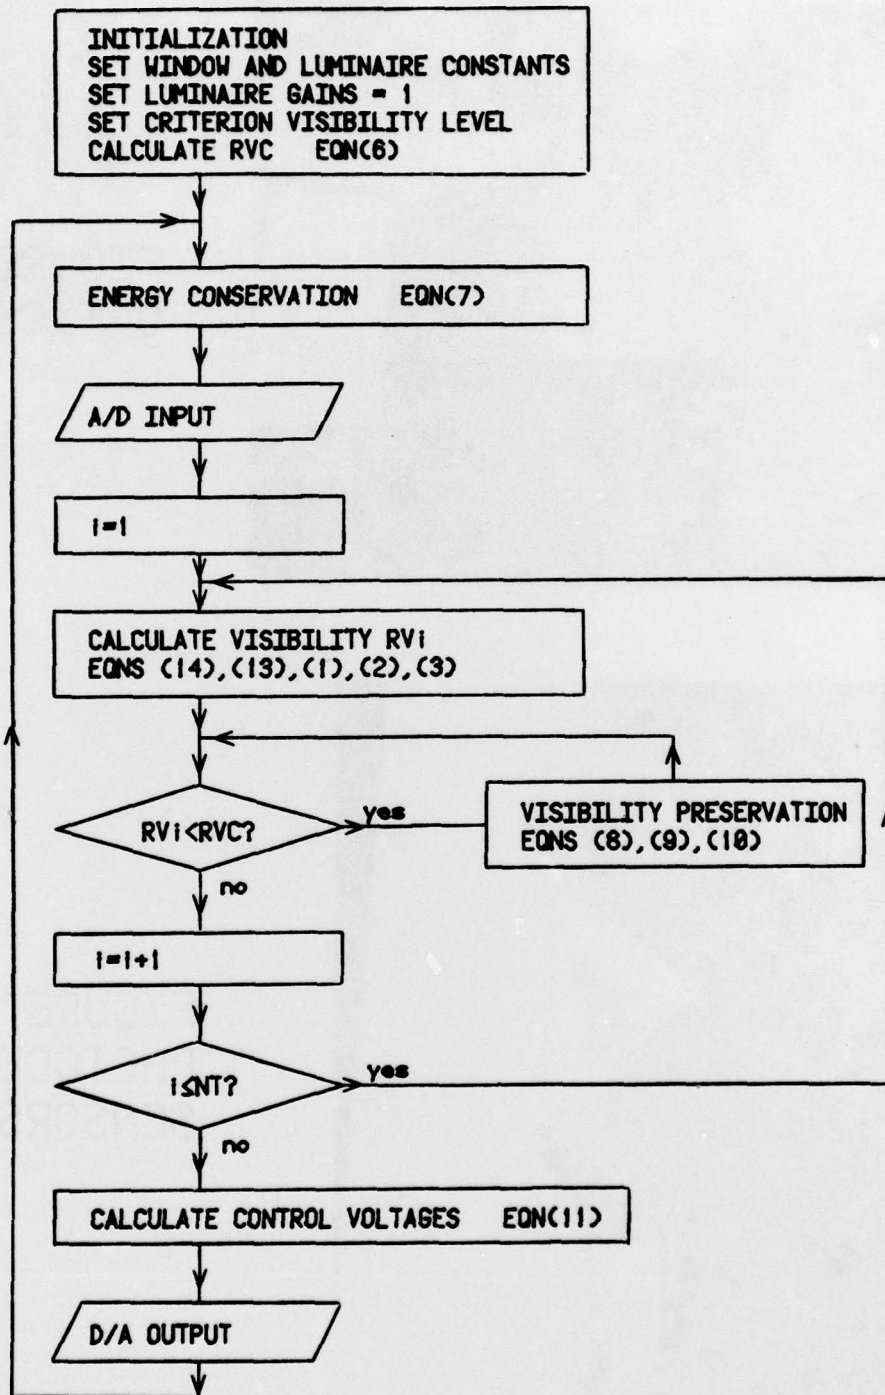 INITIALIZATION
SET WINDOW AND LUMINAIRE CONSTANTS
SET LUMINAIRE GAINS = 1
SET CRITERION VISIBILITY LEVEL
CALCULATE RVC EQN(6)
ENERGY CONSERVATION EQN(7)
A/D INPUT
i=1
CALCULATE VISIBILITY RVi
EQNS (14),(13),(1),(2),(3)
RVi<RVC?
yes
VISIBILITY PRESERVATION
EQNS (8),(9),(10)
no
i=i+1
i≤NT?
yes
no
CALCULATE CONTROL VOLTAGES EQN(11)
D/A OUTPUT